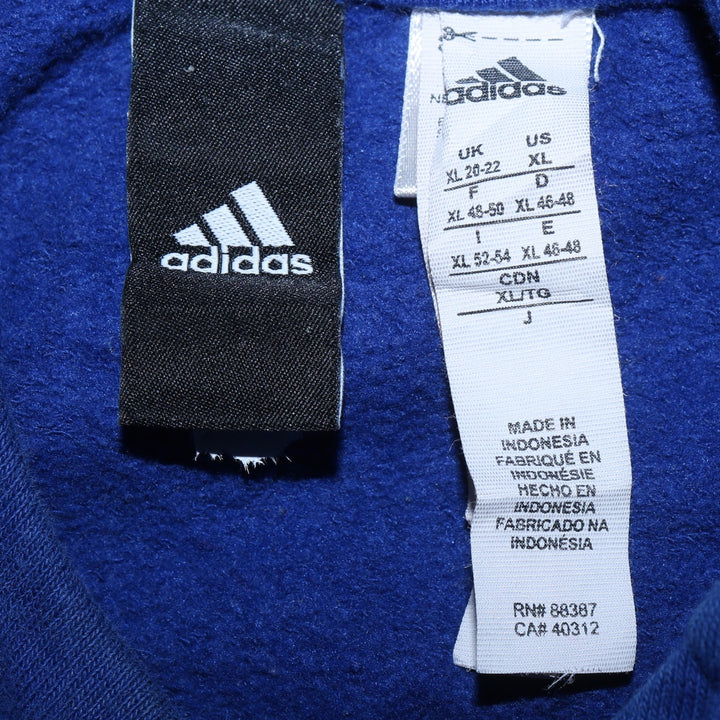 adidas
adidas
UK US
XL 20-22 XL
F D
XL 48-50 XL 46-48
I E
XL 52-54 XL 46-48
CDN
XL/TG
J
MADE IN
INDONESIA
FABRIQUÉ EN
INDONÉSIE
HECHO EN
INDONESIA
FABRICADO NA
INDONÉSIA
RN# 88387
CA# 40312